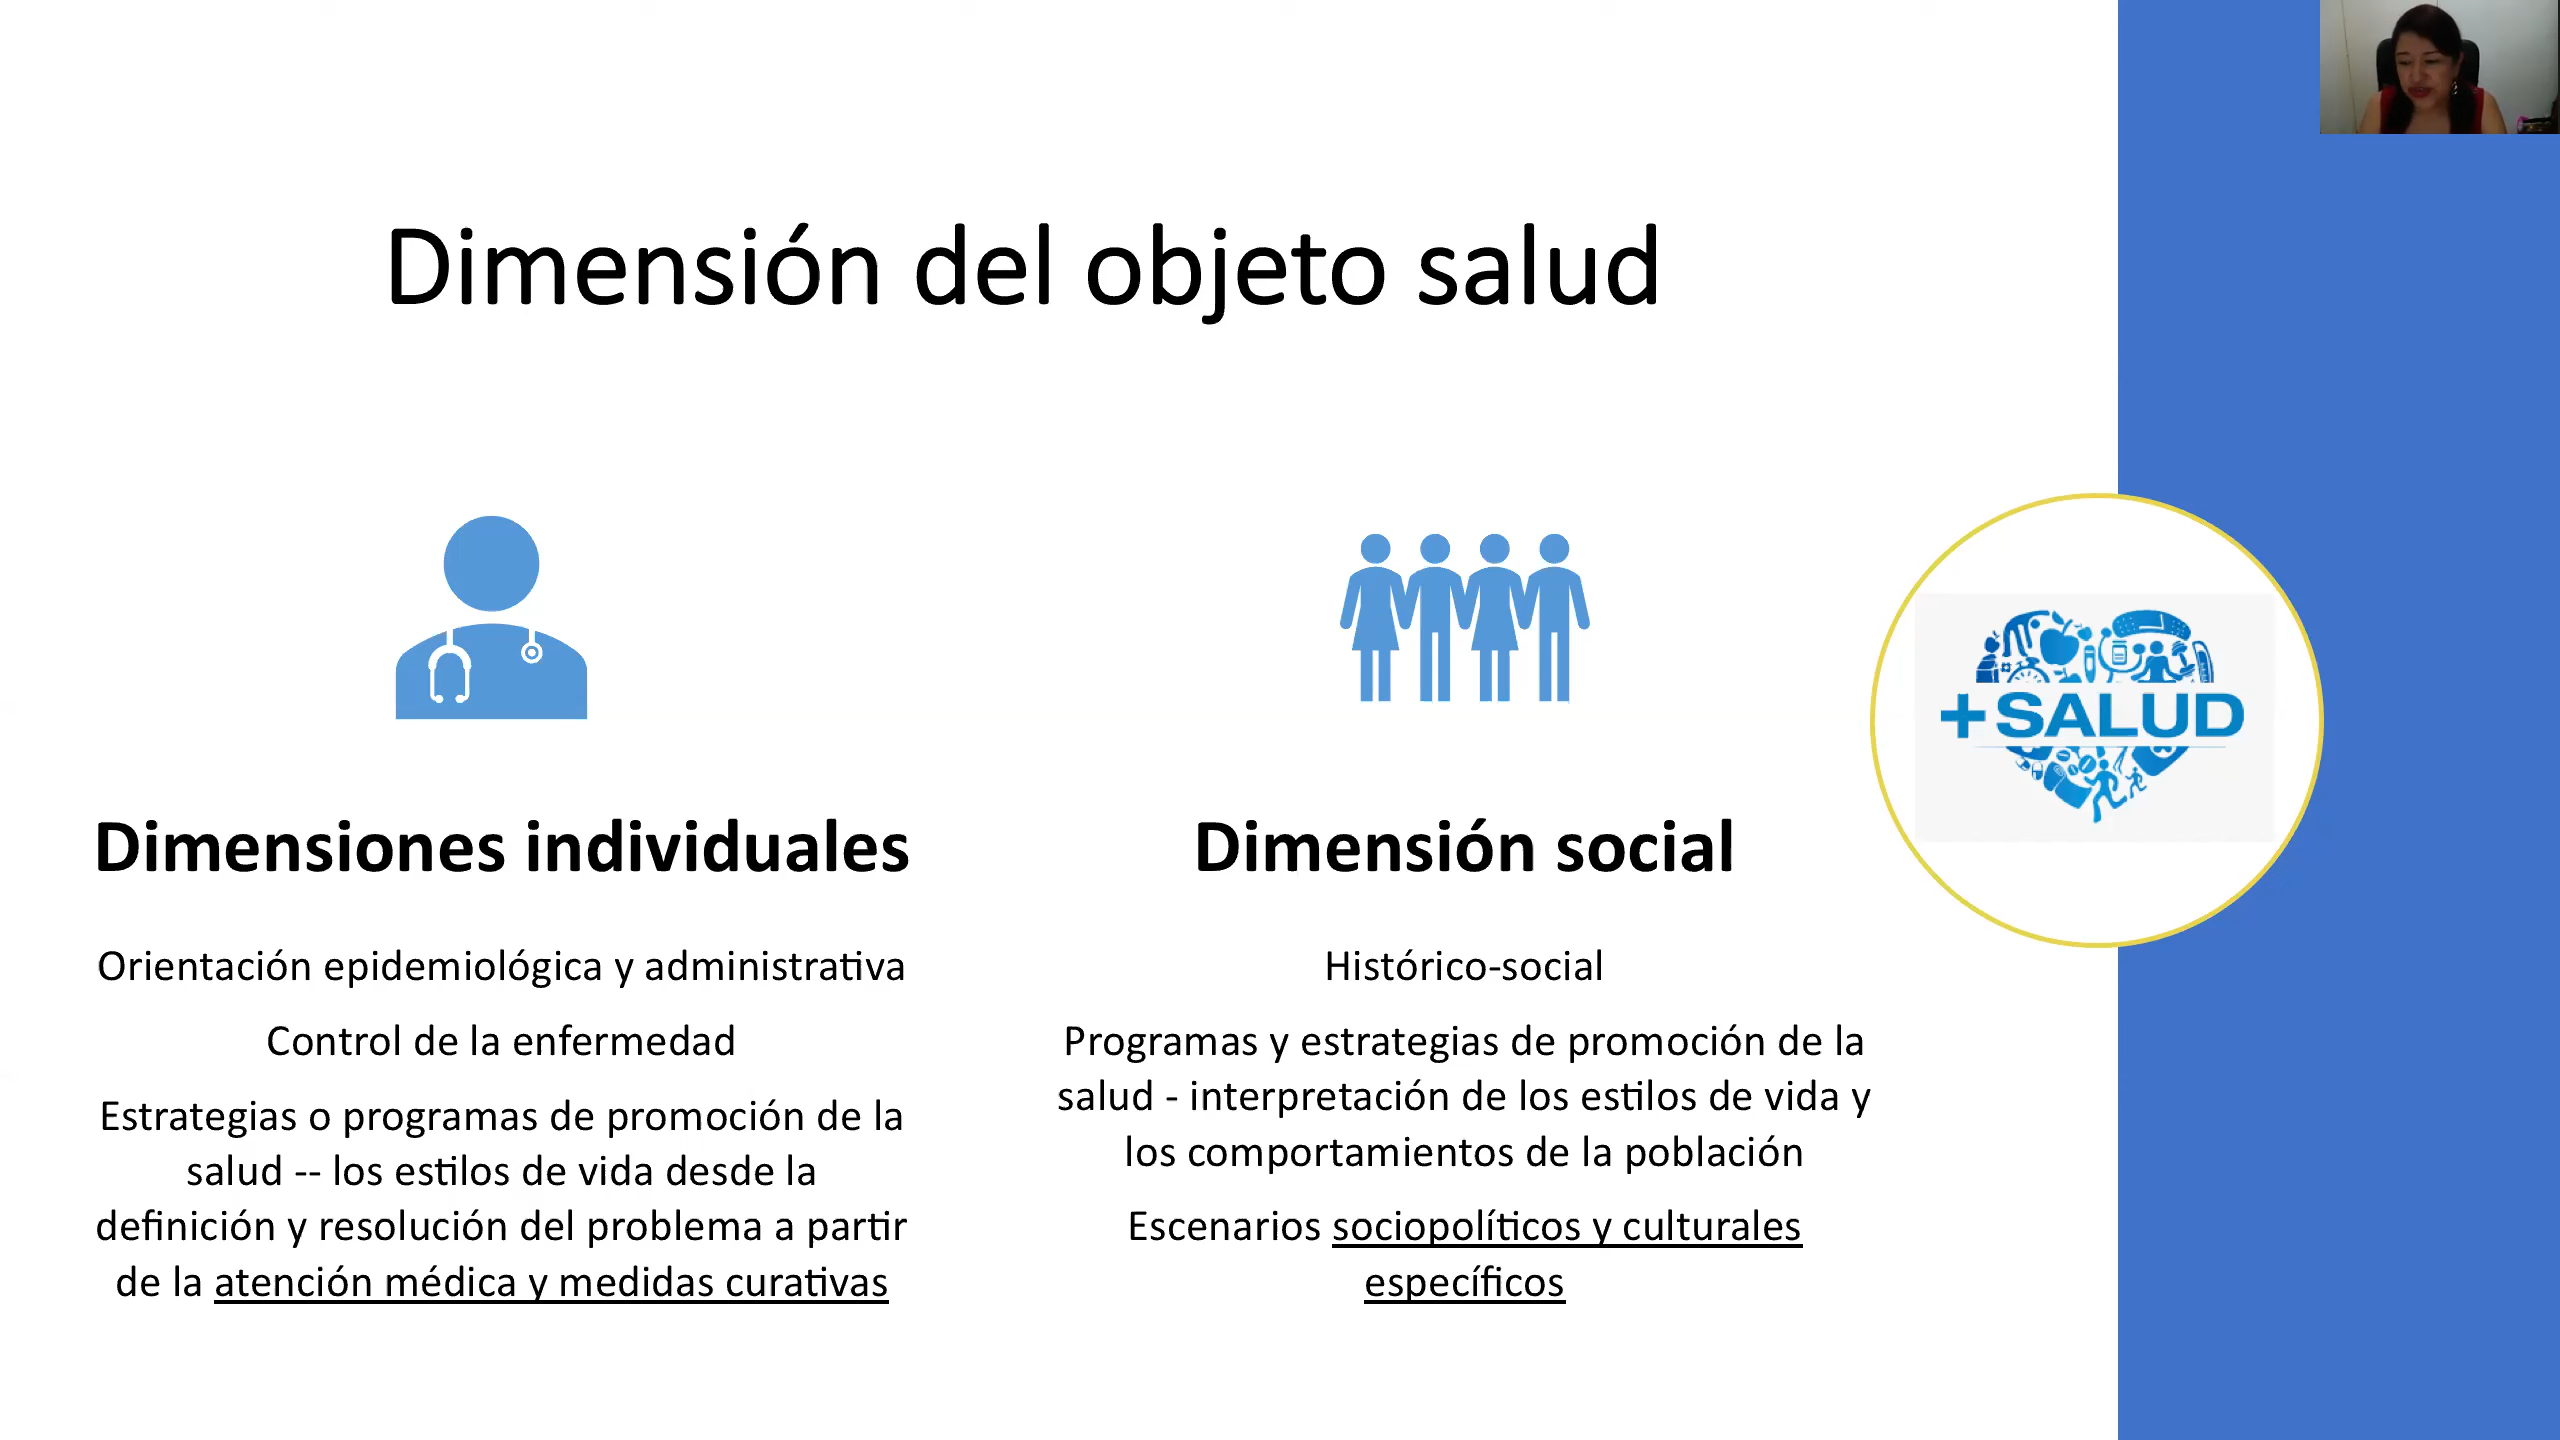 Dimensión del objeto salud
Dimensiones individuales
Orientación epidemiológica y administrativa
Control de la enfermedad
Estrategias o programas de promoción de la
salud -- los estilos de vida desde la
definición y resolución del problema a partir
de la atención médica y medidas curativas
Dimensión social
Histórico-social
Programas y estrategias de promoción de la
salud - interpretación de los estilos de vida y
los comportamientos de la población
Escenarios sociopolíticos y culturales
específicos
+SALUD